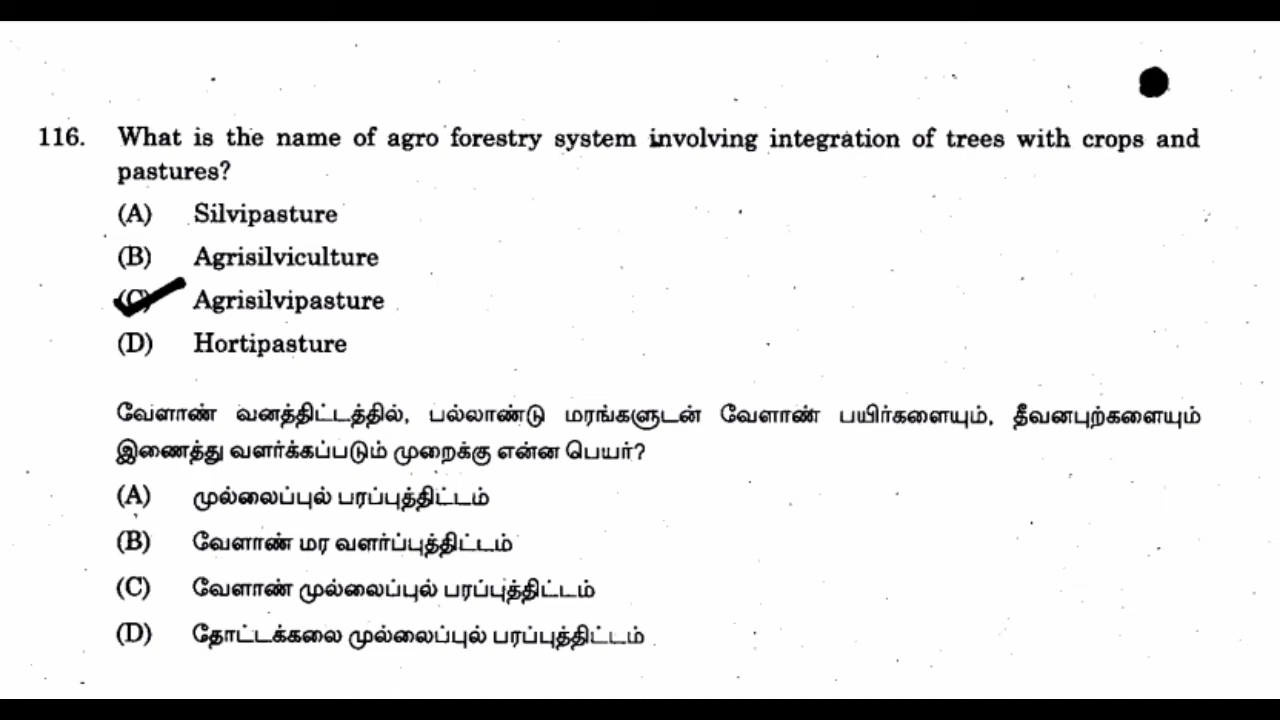 116. What is the name of agro forestry system involving integration of trees with crops and
pastures?
(A) Silvipasture
(B) Agrisilviculture
(C) Agrisilvipasture
(D) Hortipasture
வேளாண் வனத்திட்டத்தில், பல்லாண்டு மரங்களுடன் வேளாண் பயிர்களையும், தீவனபுற்களையும்
இணைத்து வளர்க்கப்படும் முறைக்கு என்ன பெயர்?
(A) முல்லைப்புல் பரப்புத்திட்டம்
(B) வேளாண் மர வளர்ப்புத்திட்டம்
(C) வேளாண் முல்லைப்புல் பரப்புத்திட்டம்
(D) தோட்டக்கலை முல்லைப்புல் பரப்புத்திட்டம்